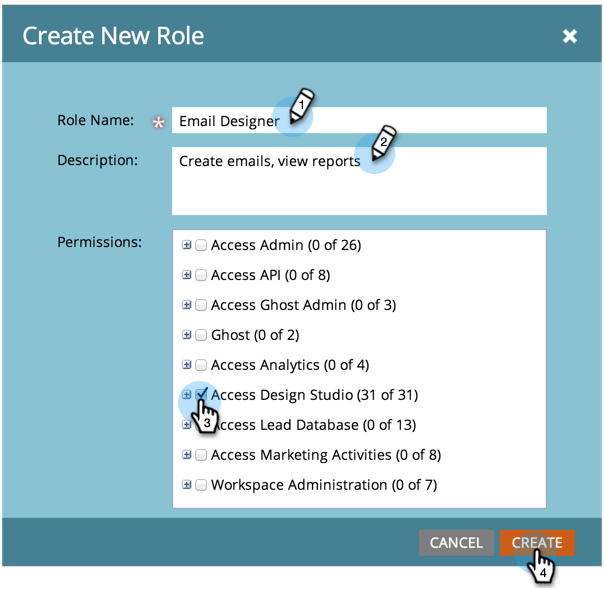 Create New Role
Role Name: * Email Designer 1
Description: Create emails, view reports 2
Permissions:
Access Admin (0 of 26)
Access API (0 of 8)
Access Ghost Admin (0 of 3)
Ghost (0 of 2)
Access Analytics (0 of 4)
Access Design Studio (31 of 31)
3
Access Lead Database (0 of 13)
Access Marketing Activities (0 of 8)
Workspace Administration (0 of 7)
CANCEL CREATE
4